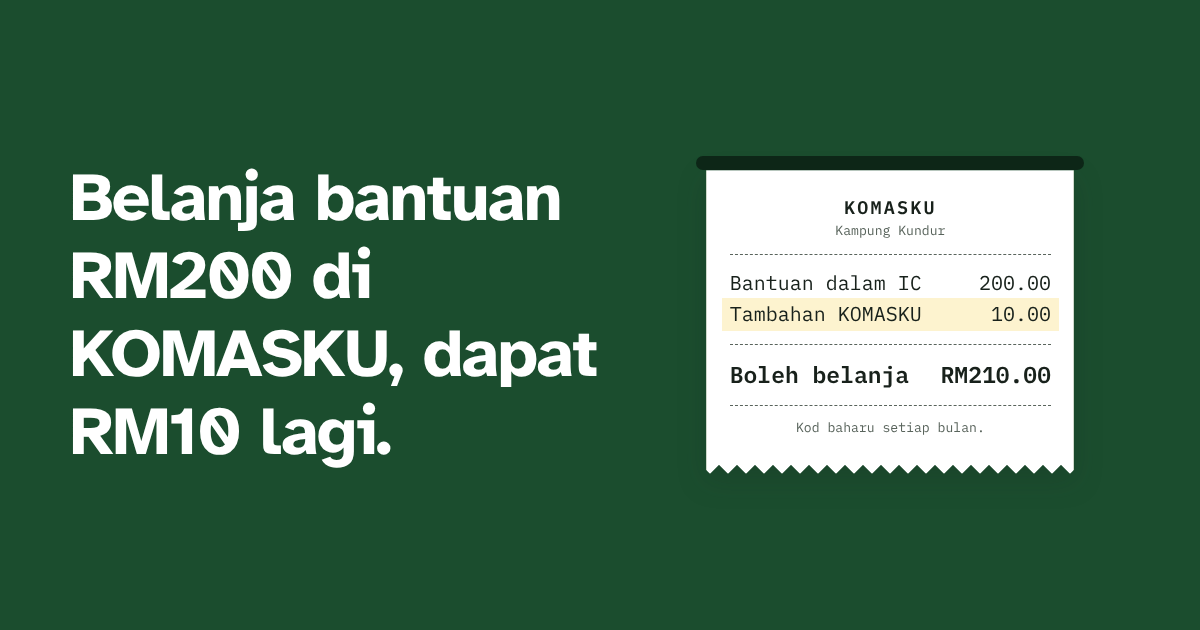 Belanja bantuan
RM200 di
KOMASKU, dapat
RM10 lagi.
KOMASKU
Kampung Kundur
Bantuan dalam IC 200.00
Tambahan KOMASKU 10.00
Boleh belanja RM210.00
Kod baharu setiap bulan.